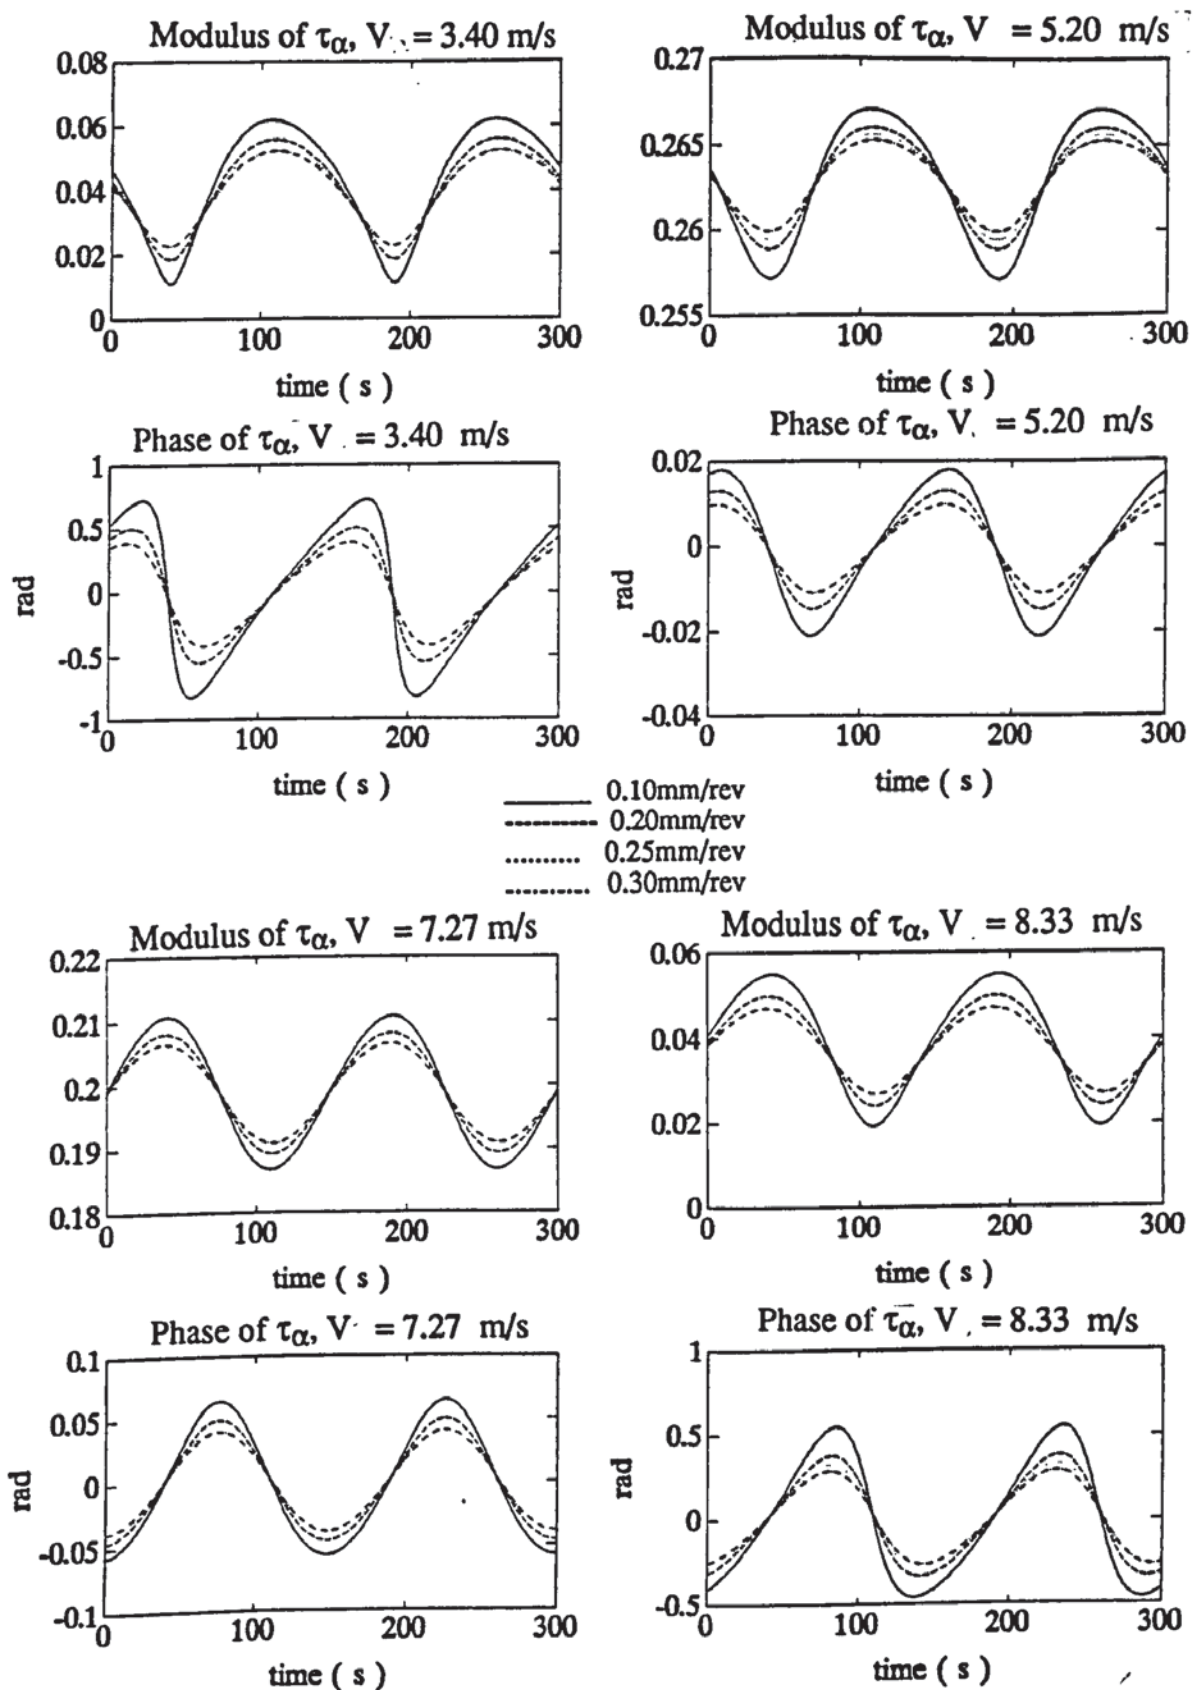 Modulus of τα, V = 3.40 m/s
0.08
0.06
0.04
0.02
0
0 100 200 300
time ( s )
Modulus of τα, V = 5.20 m/s
0.27
0.265
0.26
0.255
0 100 200 300
time ( s )
Phase of τα, V = 3.40 m/s
1
0.5
0
-0.5
-1
rad
0 100 200 300
time ( s )
Phase of τα, V = 5.20 m/s
0.02
0
-0.02
-0.04
rad
0 100 200 300
time ( s )
0.10mm/rev
0.20mm/rev
0.25mm/rev
0.30mm/rev
Modulus of τα, V = 7.27 m/s
0.22
0.21
0.2
0.19
0.18
0 100 200 300
time ( s )
Modulus of τα, V = 8.33 m/s
0.06
0.04
0.02
0
0 100 200 300
time ( s )
Phase of τα, V = 7.27 m/s
0.1
0.05
0
-0.05
-0.1
rad
0 100 200 300
time ( s )
Phase of τα, V = 8.33 m/s
1
0.5
0
-0.5
rad
0 100 200 300
time ( s )